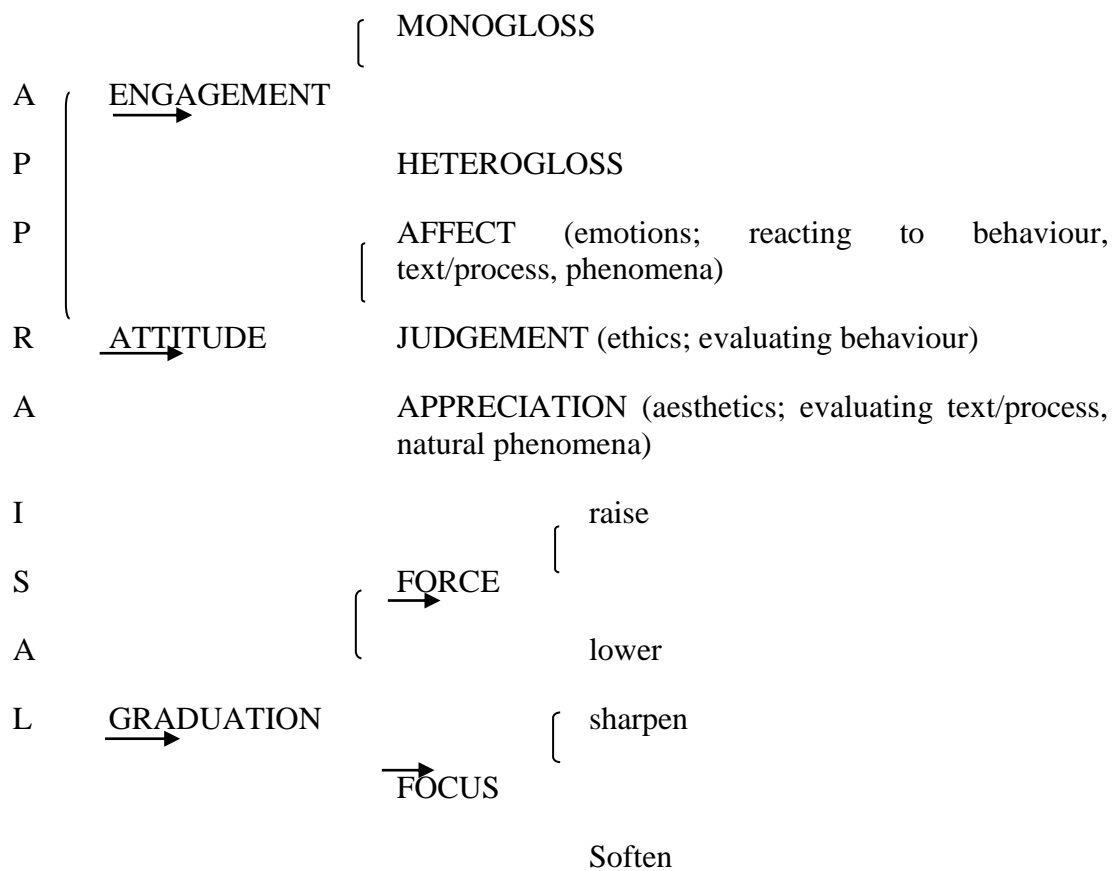 MONOGLOSS
A ENGAGEMENT
P HETEROGLOSS
P AFFECT (emotions; reacting to behaviour,
text/process, phenomena)
R ATTITUDE JUDGEMENT (ethics; evaluating behaviour)
A APPRECIATION (aesthetics; evaluating text/process,
natural phenomena)
I raise
S FORCE
A lower
L GRADUATION sharpen
FOCUS
Soften